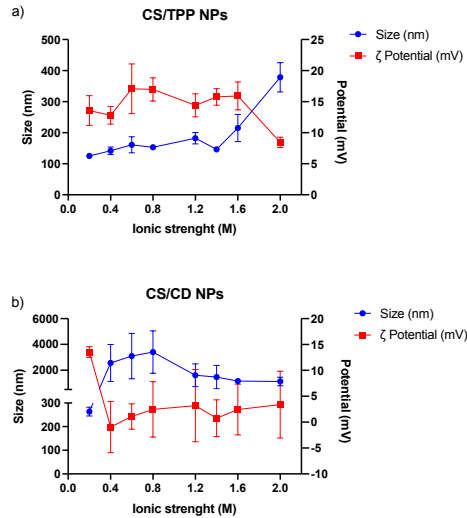 a)
CS/TPP NPs
Size (nm)
ζ Potential (mV)
500
400
300
200
100
0
Size (nm)
25
20
15
10
5
0
Potential (mV)
0.0 0.4 0.8 1.2 1.6 2.0
Ionic strenght (M)
b)
CS/CD NPs
Size (nm)
ζ Potential (mV)
6000
4000
2000
300
200
100
0
Size (nm)
20
15
10
5
0
-5
-10
Potential (mV)
0.0 0.4 0.8 1.2 1.6 2.0
Ionic strenght (M)